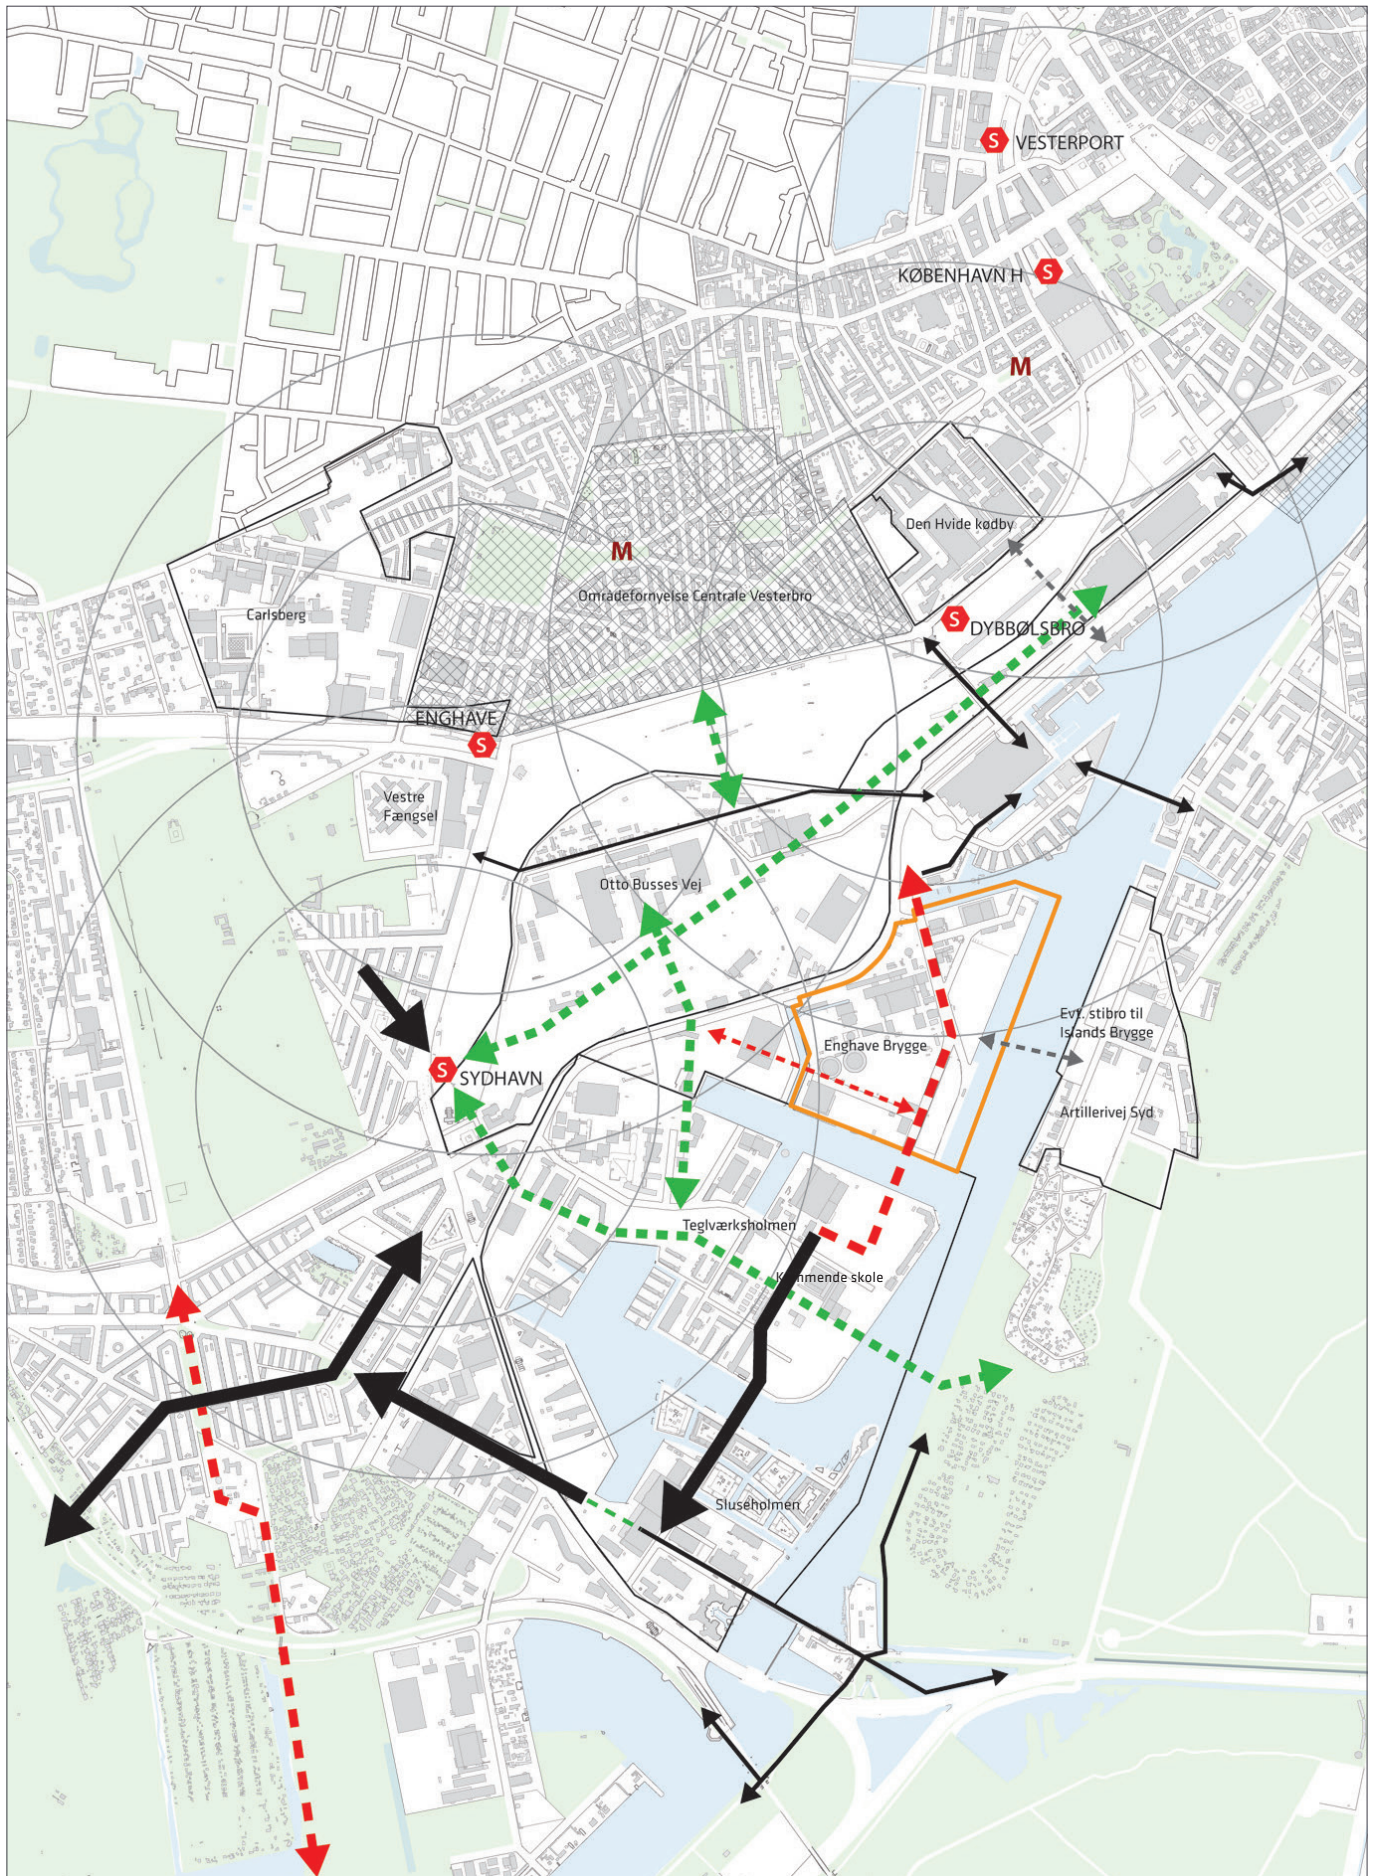 S VESTERPORT
KØBENHAVN H S
M
Den Hvide kødby
M
Områdefornyelse Centrale Vesterbro
Carlsberg
S
DYBBØLSBRO
ENGHAVE
S
Vestre
Fængsel
Otto Busses Vej
Evt. stibro til
Islands Brygge
Enghave Brygge
S
SYDHAVN
Artillerivej Syd
Teglværksholmen
Kommende skole
Sluseholmen